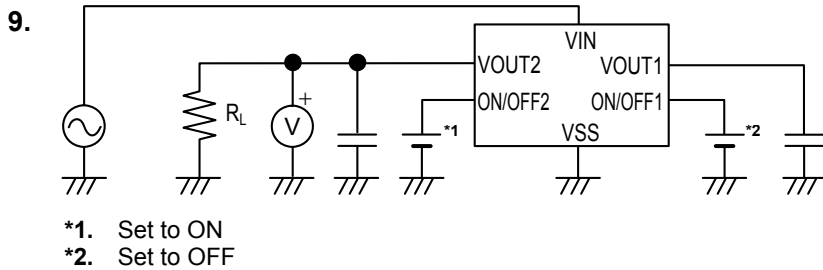 9.
VIN
VOUT2 VOUT1
ON/OFF2 ON/OFF1
VSS
RL
+
V
*1
*2
*1. Set to ON
*2. Set to OFF